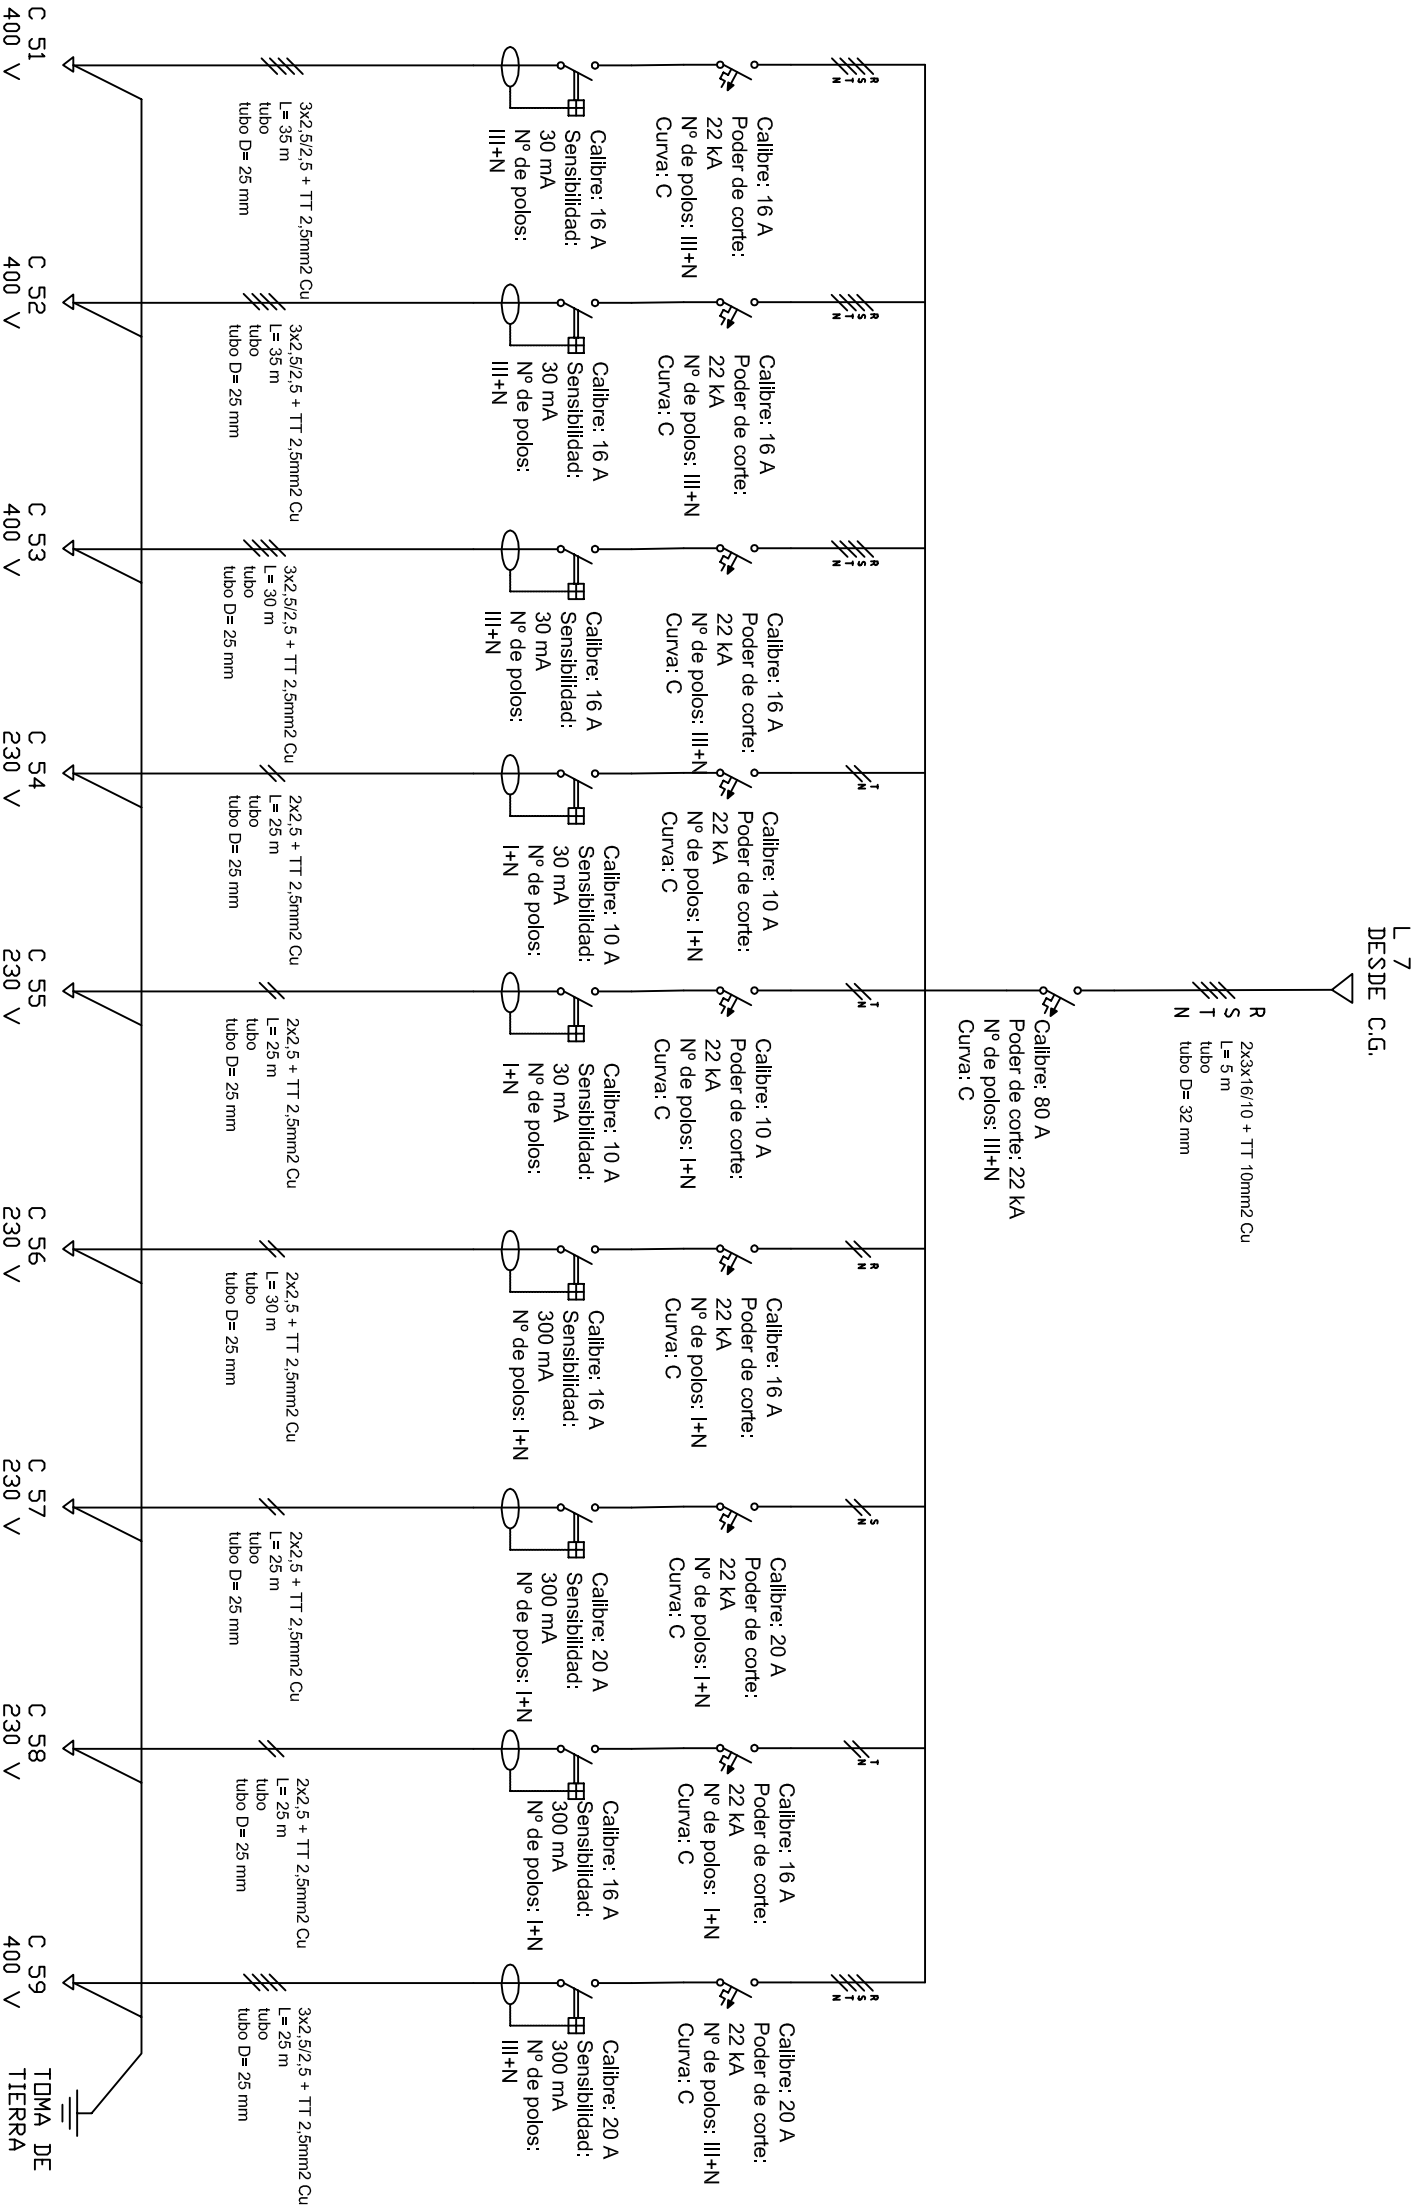 L 7
DESDE C.G.
R
S
T
N
2x3x16/10 + TT 10mm2 Cu
L= 5 m
tubo
tubo D= 32 mm
Calibre: 80 A
Poder de corte: 22 kA
Nº de polos: III+N
Curva: C
R
S
T
N
Calibre: 16 A
Poder de corte:
22 kA
Nº de polos: III+N
Curva: C
Calibre: 16 A
Sensibilidad:
30 mA
Nº de polos:
III+N
3x2,5/2,5 + TT 2,5mm2 Cu
L= 35 m
tubo
tubo D= 25 mm
C 51
400 V
R
S
T
N
Calibre: 16 A
Poder de corte:
22 kA
Nº de polos: III+N
Curva: C
Calibre: 16 A
Sensibilidad:
30 mA
Nº de polos:
III+N
3x2,5/2,5 + TT 2,5mm2 Cu
L= 35 m
tubo
tubo D= 25 mm
C 52
400 V
R
S
T
N
Calibre: 16 A
Poder de corte:
22 kA
Nº de polos: III+N
Curva: C
Calibre: 16 A
Sensibilidad:
30 mA
Nº de polos:
III+N
3x2,5/2,5 + TT 2,5mm2 Cu
L= 30 m
tubo
tubo D= 25 mm
C 53
400 V
T
N
Calibre: 10 A
Poder de corte:
22 kA
Nº de polos: I+N
Curva: C
Calibre: 10 A
Sensibilidad:
30 mA
Nº de polos:
I+N
2x2,5 + TT 2,5mm2 Cu
L= 25 m
tubo
tubo D= 25 mm
C 54
230 V
T
N
Calibre: 10 A
Poder de corte:
22 kA
Nº de polos: I+N
Curva: C
Calibre: 10 A
Sensibilidad:
30 mA
Nº de polos:
I+N
2x2,5 + TT 2,5mm2 Cu
L= 25 m
tubo
tubo D= 25 mm
C 55
230 V
R
N
Calibre: 16 A
Poder de corte:
22 kA
Nº de polos: I+N
Curva: C
Calibre: 16 A
Sensibilidad:
300 mA
Nº de polos: I+N
2x2,5 + TT 2,5mm2 Cu
L= 30 m
tubo
tubo D= 25 mm
C 56
230 V
S
N
Calibre: 20 A
Poder de corte:
22 kA
Nº de polos: I+N
Curva: C
Calibre: 20 A
Sensibilidad:
300 mA
Nº de polos: I+N
2x2,5 + TT 2,5mm2 Cu
L= 25 m
tubo
tubo D= 25 mm
C 57
230 V
T
N
Calibre: 16 A
Poder de corte:
22 kA
Nº de polos: I+N
Curva: C
Calibre: 16 A
Sensibilidad:
300 mA
Nº de polos: I+N
2x2,5 + TT 2,5mm2 Cu
L= 25 m
tubo
tubo D= 25 mm
C 58
230 V
R
S
T
N
Calibre: 20 A
Poder de corte:
22 kA
Nº de polos: III+N
Curva: C
Calibre: 20 A
Sensibilidad:
300 mA
Nº de polos:
III+N
3x2,5/2,5 + TT 2,5mm2 Cu
L= 25 m
tubo
tubo D= 25 mm
C 59
400 V
TOMA DE
TIERRA